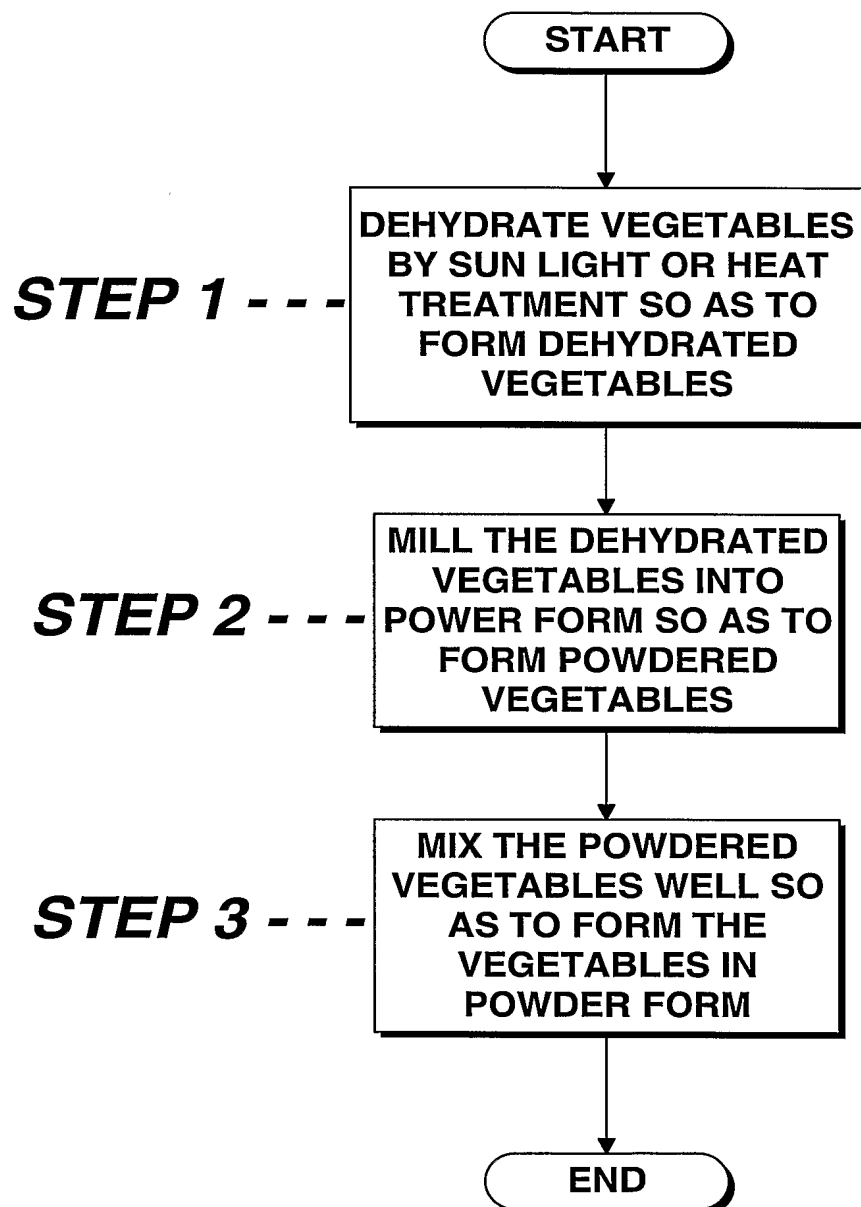 START
DEHYDRATE VEGETABLES
BY SUN LIGHT OR HEAT
STEP 1 - - - TREATMENT SO AS TO
FORM DEHYDRATED
VEGETABLES
MILL THE DEHYDRATED
VEGETABLES INTO
STEP 2 - - - POWER FORM SO AS TO
FORM POWDERED
VEGETABLES
MIX THE POWDERED
VEGETABLES WELL SO
STEP 3 - - - AS TO FORM THE
VEGETABLES IN
POWDER FORM
END